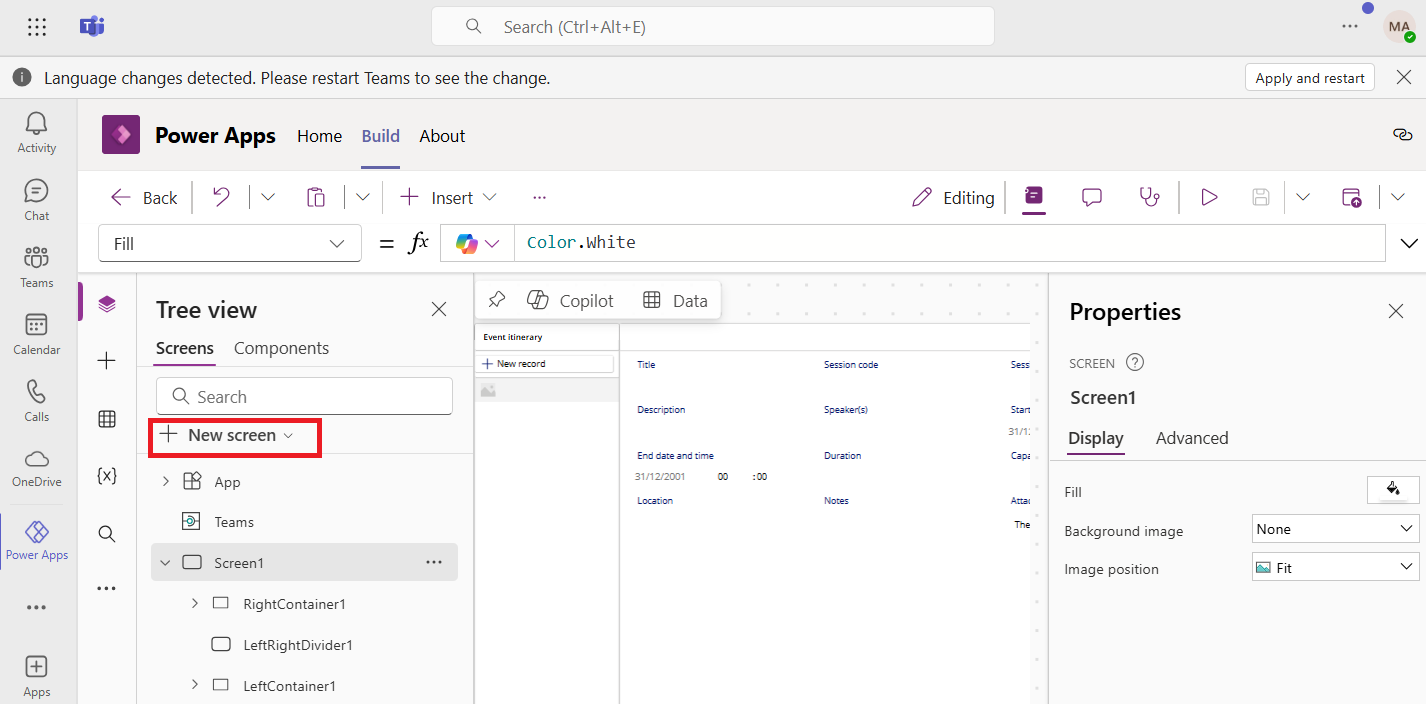 Search (Ctrl+Alt+E)
MA
Language changes detected. Please restart Teams to see the change.
Apply and restart
Activity
Chat
Teams
Calendar
Calls
OneDrive
Power Apps
Apps
Power Apps
Home
Build
About
Back
Insert
Editing
Fill
= fx
Color.White
Tree view
Screens
Components
Search
New screen
App
Teams
Screen1
RightContainer1
LeftRightDivider1
LeftContainer1
Copilot
Data
Event itinerary
New record
Title
Session code
Sess
Description
Speaker(s)
Start
31/1
End date and time
Duration
Capa
31/12/2001
00
:00
Location
Notes
Attac
The
Properties
SCREEN
Screen1
Display
Advanced
Fill
Background image
None
Image position
Fit